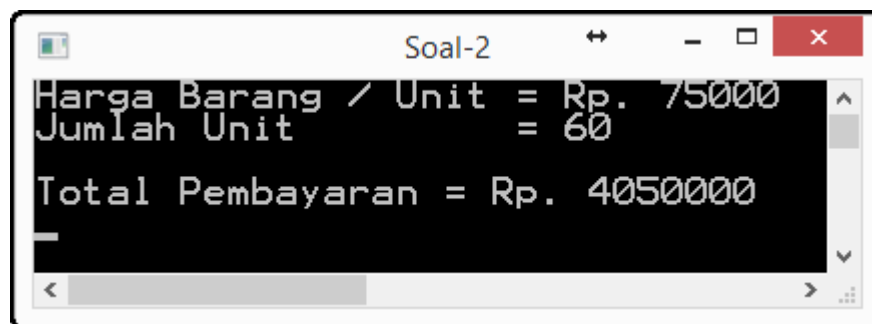 Soal-2
Harga Barang / Unit = Rp. 75000
Jumlah Unit = 60
Total Pembayaran = Rp. 4050000